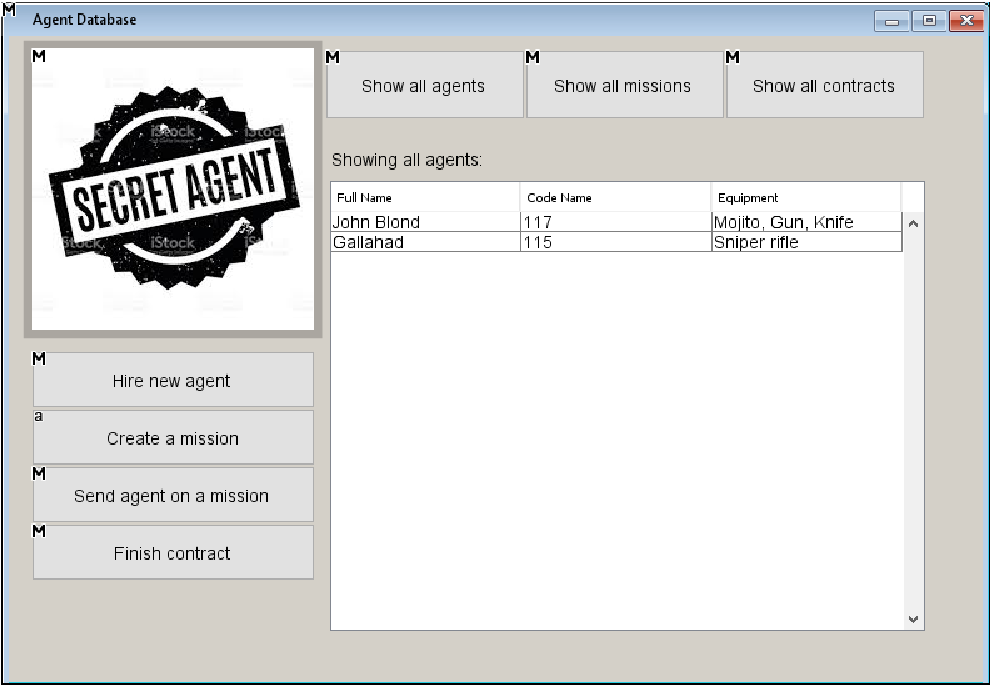 M
Agent Database
M
iStock
iStock
iStock
SECRET AGENT
iStock
iStock
iStock
M
Show all agents
M
Show all missions
M
Show all contracts
Showing all agents:
Full Name Code Name Equipment
John Blond 117 Mojito, Gun, Knife
Gallahad 115 Sniper rifle
M
Hire new agent
a
Create a mission
M
Send agent on a mission
M
Finish contract